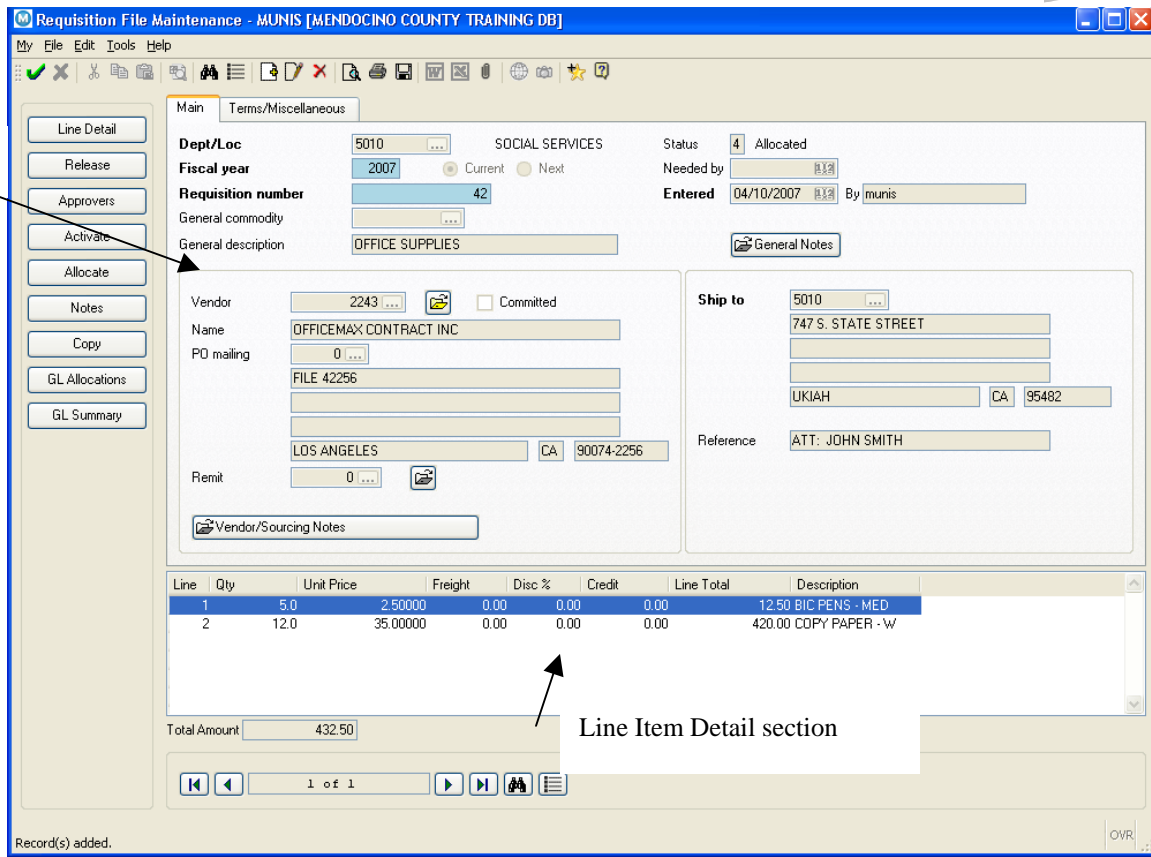 Requisition File Maintenance - MUNIS [MENDOCINO COUNTY TRAINING DB]
My File Edit Tools Help
Main Terms/Miscellaneous
Line Detail
Release
Approvers
Activate
Allocate
Notes
Copy
GL Allocations
GL Summary
Dept/Loc 5010 ... SOCIAL SERVICES Status 4 Allocated
Fiscal year 2007 Current Next Needed by
Requisition number 42 Entered 04/10/2007 By munis
General commodity ...
General description OFFICE SUPPLIES General Notes
Vendor 2243 ... Committed
Name OFFICEMAX CONTRACT INC
PO mailing 0 ...
FILE 42256
LOS ANGELES CA 90074-2256
Remit 0 ...
Vendor/Sourcing Notes
Ship to 5010 ...
747 S. STATE STREET
UKIAH CA 95482
Reference ATT: JOHN SMITH
Line Qty Unit Price Freight Disc % Credit Line Total Description
1 5.0 2.50000 0.00 0.00 0.00 12.50 BIC PENS - MED
2 12.0 35.00000 0.00 0.00 0.00 420.00 COPY PAPER - W
Line Item Detail section
Total Amount 432.50
1 of 1
Record(s) added.
OVR